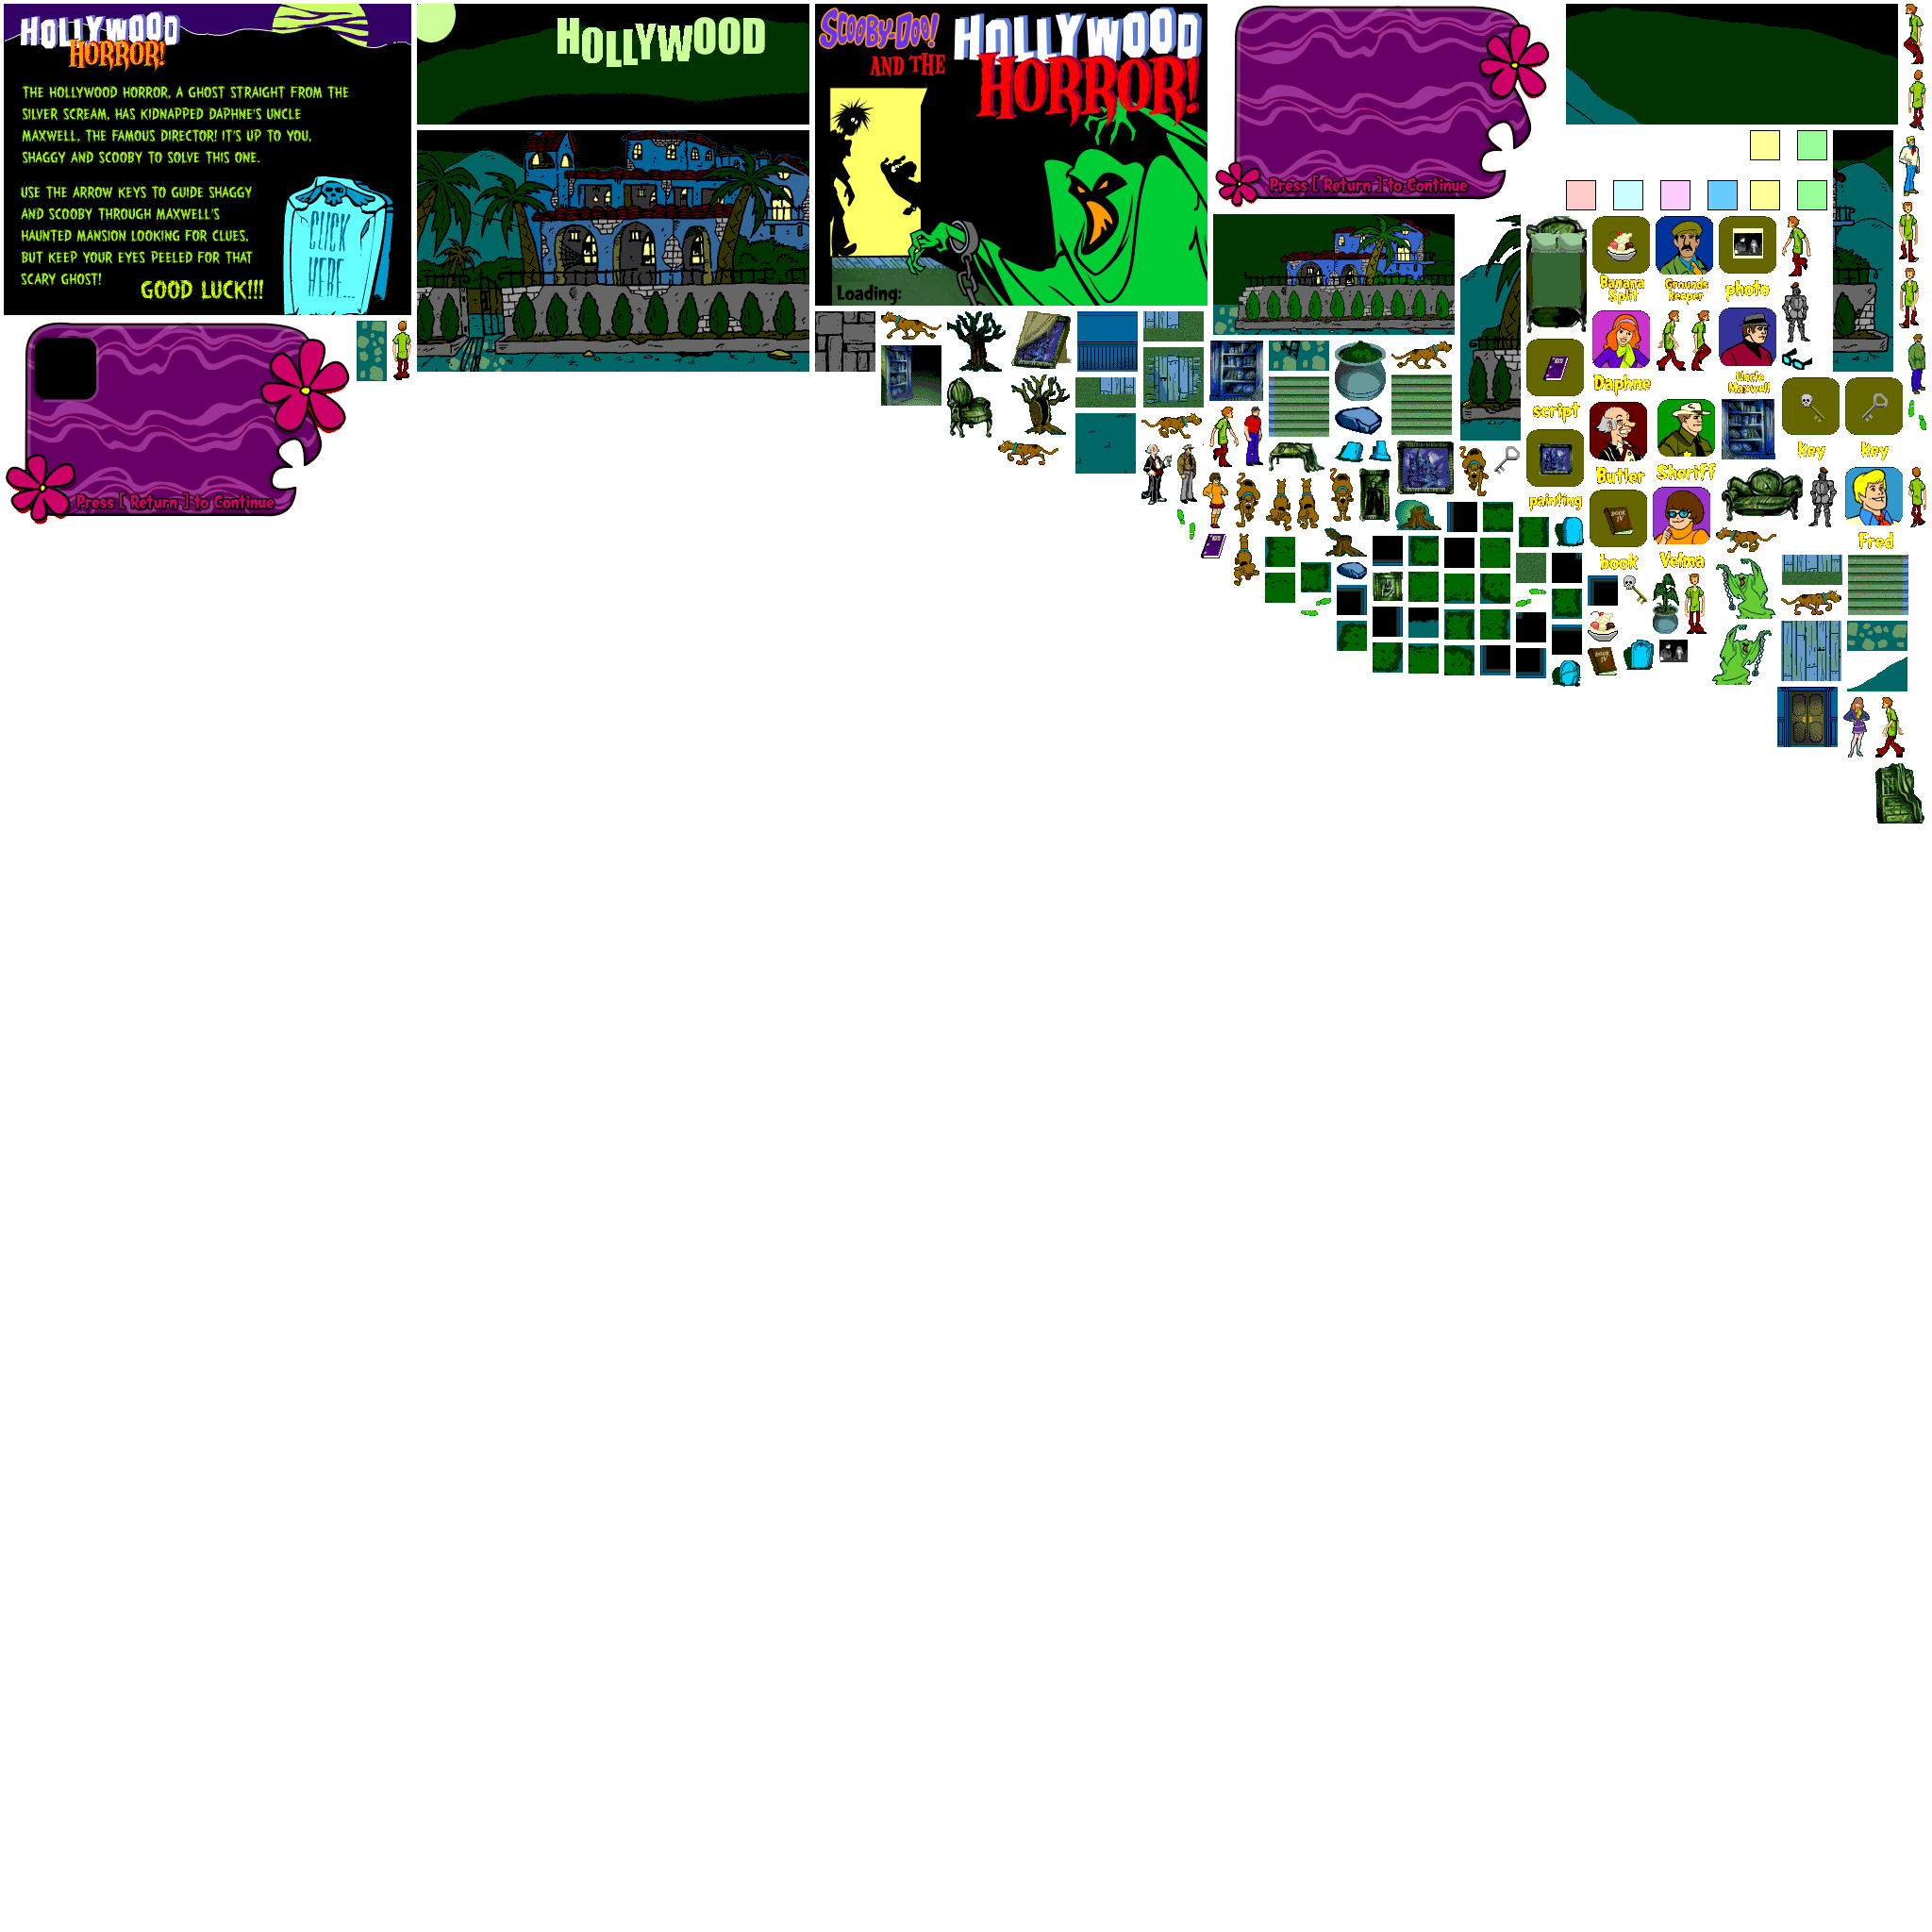 HOLLYWOOD
HORROR!
THE HOLLYWOOD HORROR, A GHOST STRAIGHT FROM THE
SILVER SCREAM, HAS KIDNAPPED DAPHNE'S UNCLE
MAXWELL, THE FAMOUS DIRECTOR! IT'S UP TO YOU,
SHAGGY AND SCOOBY TO SOLVE THIS ONE.
USE THE ARROW KEYS TO GUIDE SHAGGY
AND SCOOBY THROUGH MAXWELL'S
HAUNTED MANSION LOOKING FOR CLUES,
BUT KEEP YOUR EYES PEELED FOR THAT
SCARY GHOST!
GOOD LUCK!!!
CLICK
HERE...
HOLLYWOOD
SCOOBY-DOO!
AND THE
HOLLYWOOD
HORROR!
Loading:
Press [ Return ] to Continue
Press [ Return ] to Continue
Banana
Split
Grounds
keeper
photo
Daphne
Uncle
Maxwell
script
Key
Key
Butler
Sheriff
painting
BOOK
IV
book
Velma
Fred
BOOK
IV